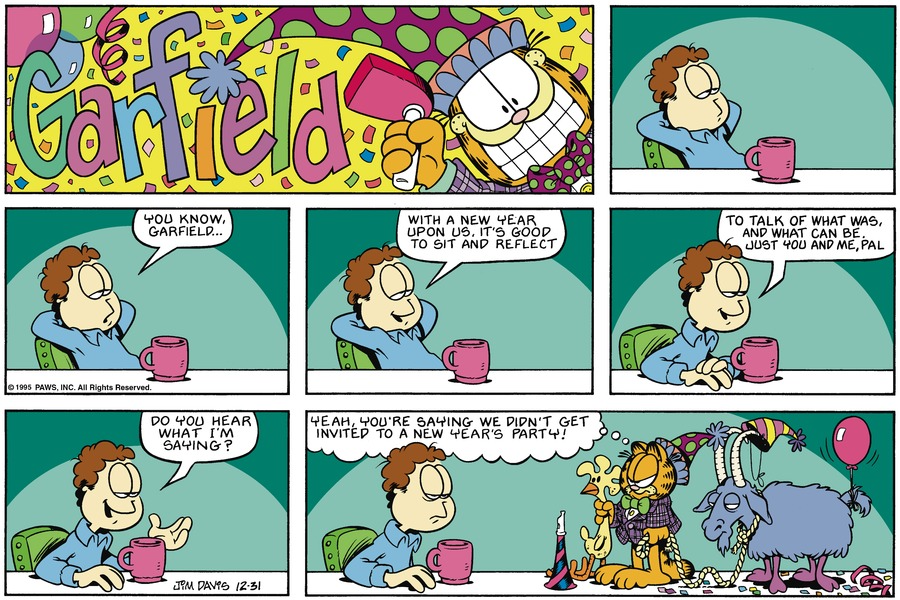 Garfield
YOU KNOW,
GARFIELD...
© 1995 PAWS, INC. All Rights Reserved.
WITH A NEW YEAR
UPON US, IT'S GOOD
TO SIT AND REFLECT
TO TALK OF WHAT WAS,
AND WHAT CAN BE.
JUST YOU AND ME, PAL
DO YOU HEAR
WHAT I'M
SAYING?
JIM DAVIS 12-31
YEAH, YOU'RE SAYING WE DIDN'T GET
INVITED TO A NEW YEAR'S PARTY!